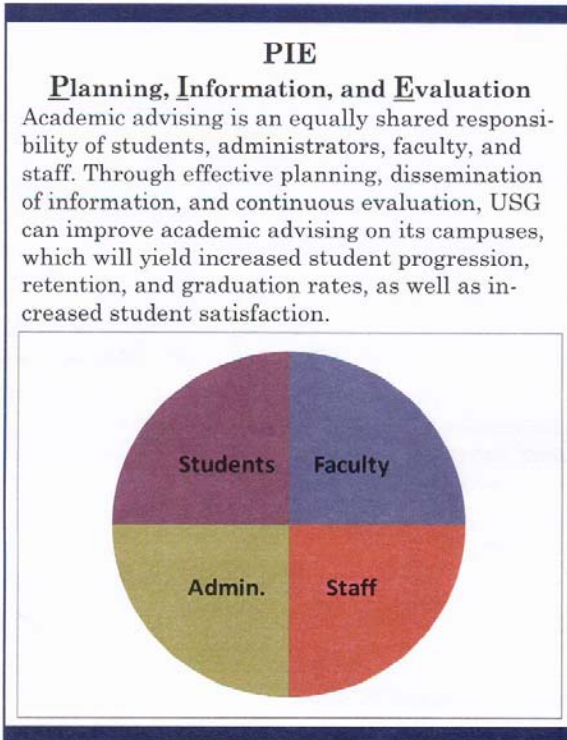 PIE
Planning, Information, and Evaluation
Academic advising is an equally shared responsi-
bility of students, administrators, faculty, and
staff. Through effective planning, dissemination
of information, and continuous evaluation, USG
can improve academic advising on its campuses,
which will yield increased student progression,
retention, and graduation rates, as well as in-
creased student satisfaction.
Students Faculty
Admin. Staff